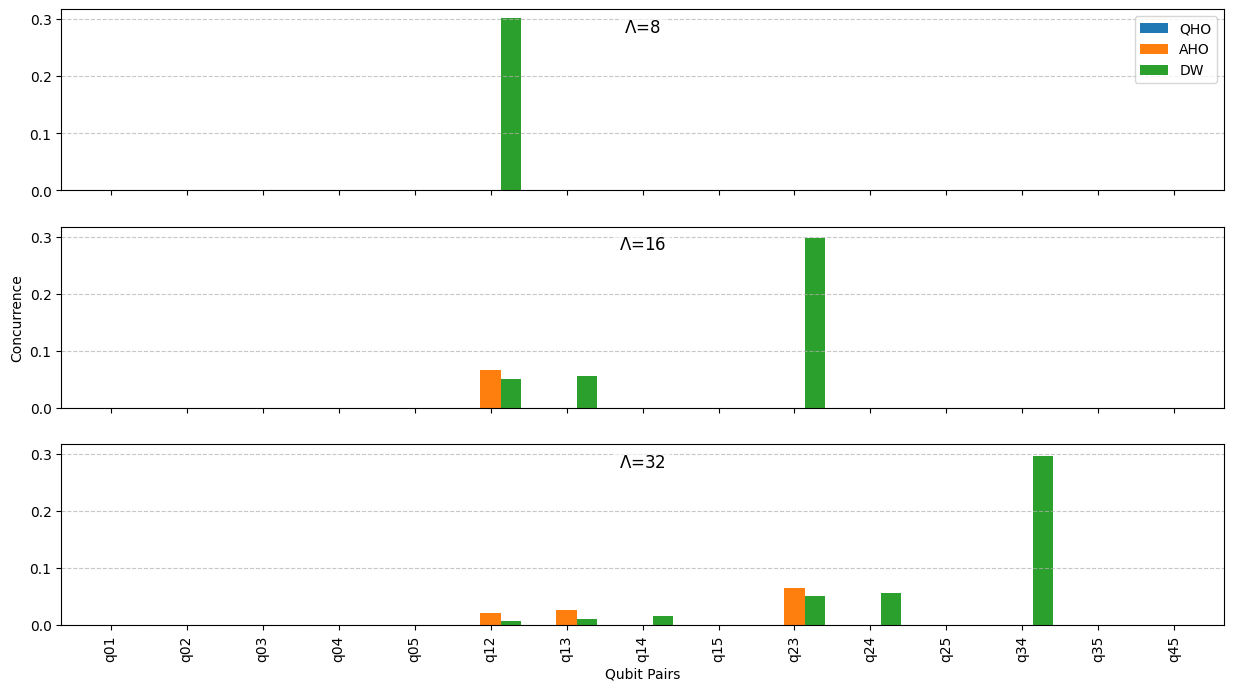 Λ=8
QHO
AHO
DW
0.3
0.2
0.1
0.0
Λ=16
0.3
0.2
0.1
0.0
Concurrence
Λ=32
0.3
0.2
0.1
0.0
q01 q02 q03 q04 q05 q12 q13 q14 q15 q23 q24 q25 q34 q35 q45
Qubit Pairs